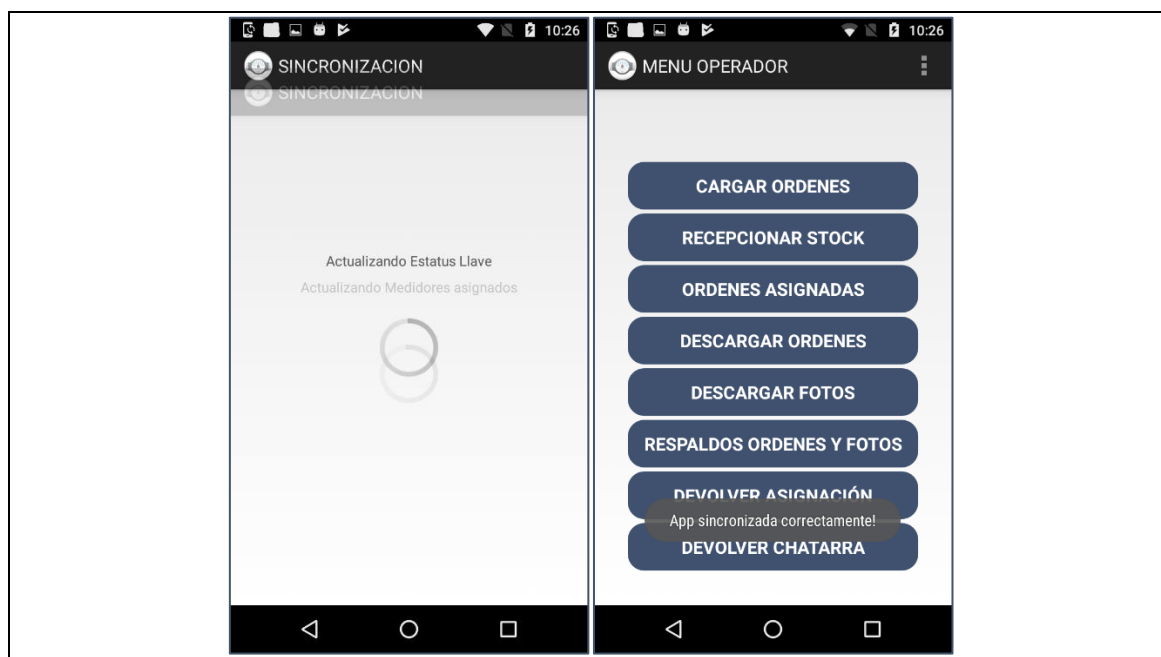 10:26
SINCRONIZACION
SINCRONIZACION
Actualizando Estatus Llave
Actualizando Medidores asignados
10:26
MENU OPERADOR
CARGAR ORDENES
RECEPCIONAR STOCK
ORDENES ASIGNADAS
DESCARGAR ORDENES
DESCARGAR FOTOS
RESPALDOS ORDENES Y FOTOS
DEVOLVER ASIGNACIÓN
App sincronizada correctamente!
DEVOLVER CHATARRA